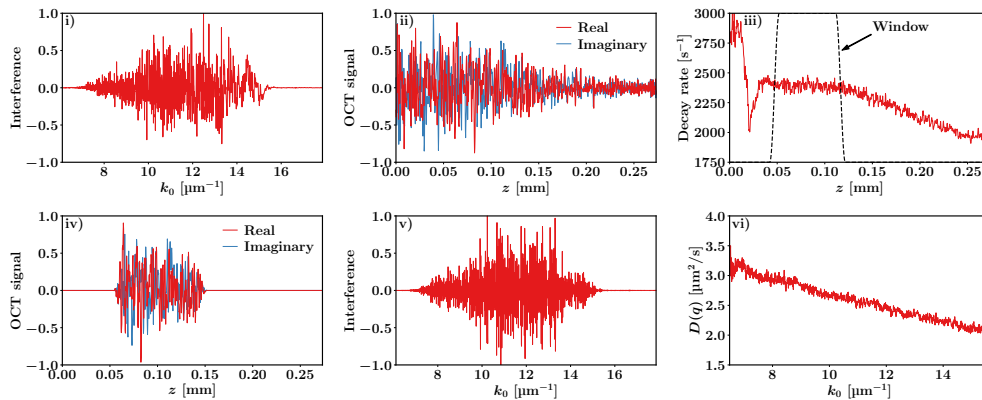 i)
Interference
1.0
0.5
0.0
−0.5
−1.0
8 10 12 14 16
k0 [µm−1]
ii)
OCT signal
1.0
0.5
0.0
−0.5
−1.0
Real
Imaginary
0.00 0.05 0.10 0.15 0.20 0.25
z [mm]
iii)
Decay rate [s−1]
3000
2750
2500
2250
2000
1750
Window
0.00 0.05 0.10 0.15 0.20 0.25
z [mm]
iv)
OCT signal
1.0
0.5
0.0
−0.5
−1.0
Real
Imaginary
0.00 0.05 0.10 0.15 0.20 0.25
z [mm]
v)
Interference
1.0
0.5
0.0
−0.5
−1.0
8 10 12 14 16
k0 [µm−1]
vi)
D(q) [µm²/s]
4.0
3.5
3.0
2.5
2.0
1.5
8 10 12 14
k0 [µm−1]